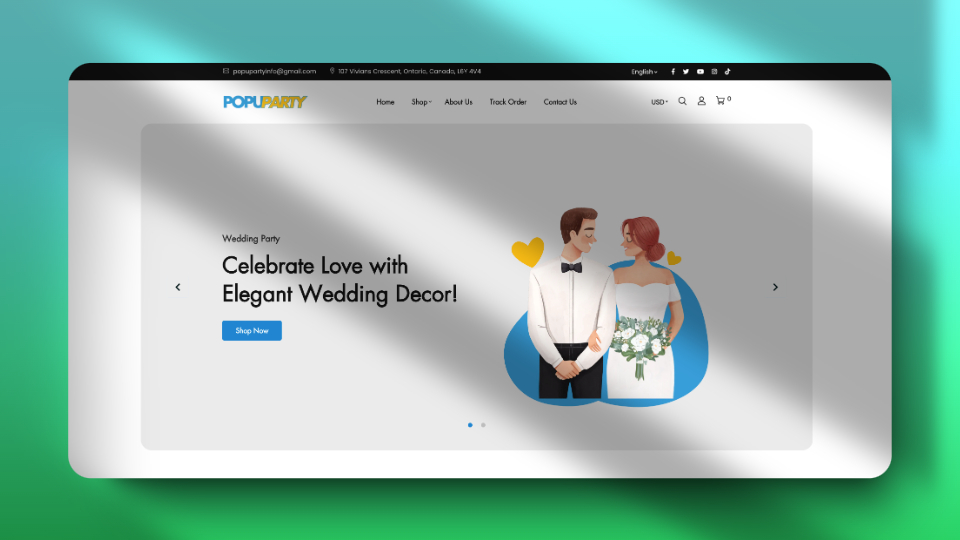 popupartyinfo@gmail.com 107 Vivians Crescent, Ontario, Canada, L6Y 4V4 English
POPUPARTY Home Shop About Us Track Order Contact Us USD 0
Wedding Party
Celebrate Love with
Elegant Wedding Decor!
Shop Now